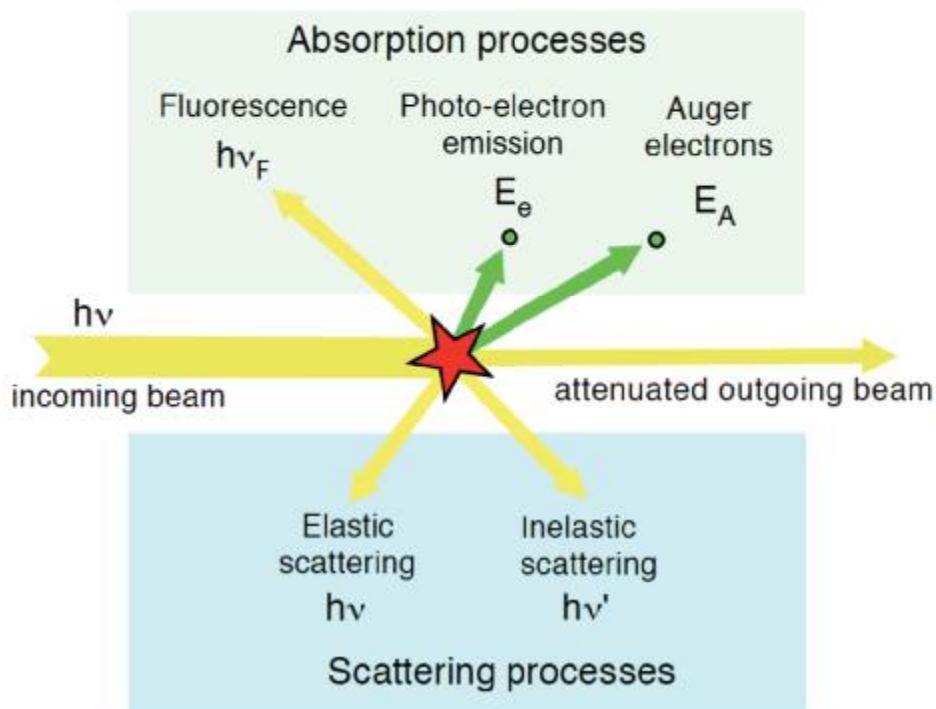 Absorption processes
Fluorescence
hν_F
Photo-electron
emission
E_e
Auger
electrons
E_A
hν
incoming beam
attenuated outgoing beam
Elastic
scattering
hν
Inelastic
scattering
hν'
Scattering processes